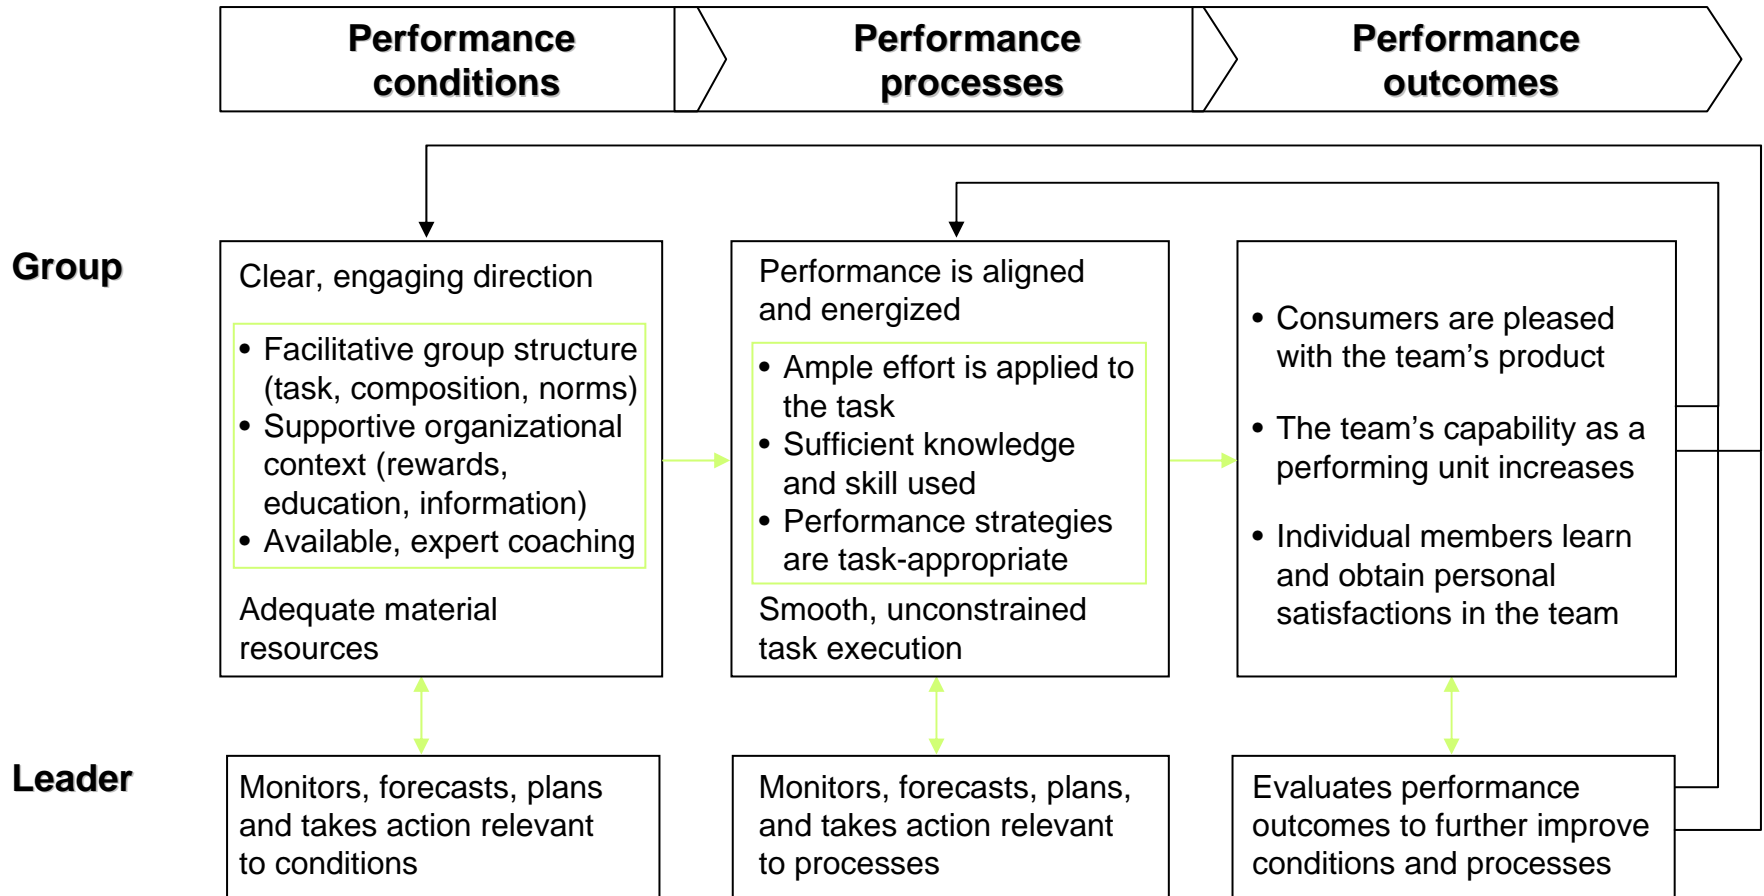 Performance
conditions
Performance
processes
Performance
outcomes
Group
Clear, engaging direction
• Facilitative group structure
(task, composition, norms)
• Supportive organizational
context (rewards,
education, information)
• Available, expert coaching
Adequate material
resources
Performance is aligned
and energized
• Ample effort is applied to
the task
• Sufficient knowledge
and skill used
• Performance strategies
are task-appropriate
Smooth, unconstrained
task execution
• Consumers are pleased
with the team’s product
• The team’s capability as a
performing unit increases
• Individual members learn
and obtain personal
satisfactions in the team
Leader
Monitors, forecasts, plans
and takes action relevant
to conditions
Monitors, forecasts, plans,
and takes action relevant
to processes
Evaluates performance
outcomes to further improve
conditions and processes